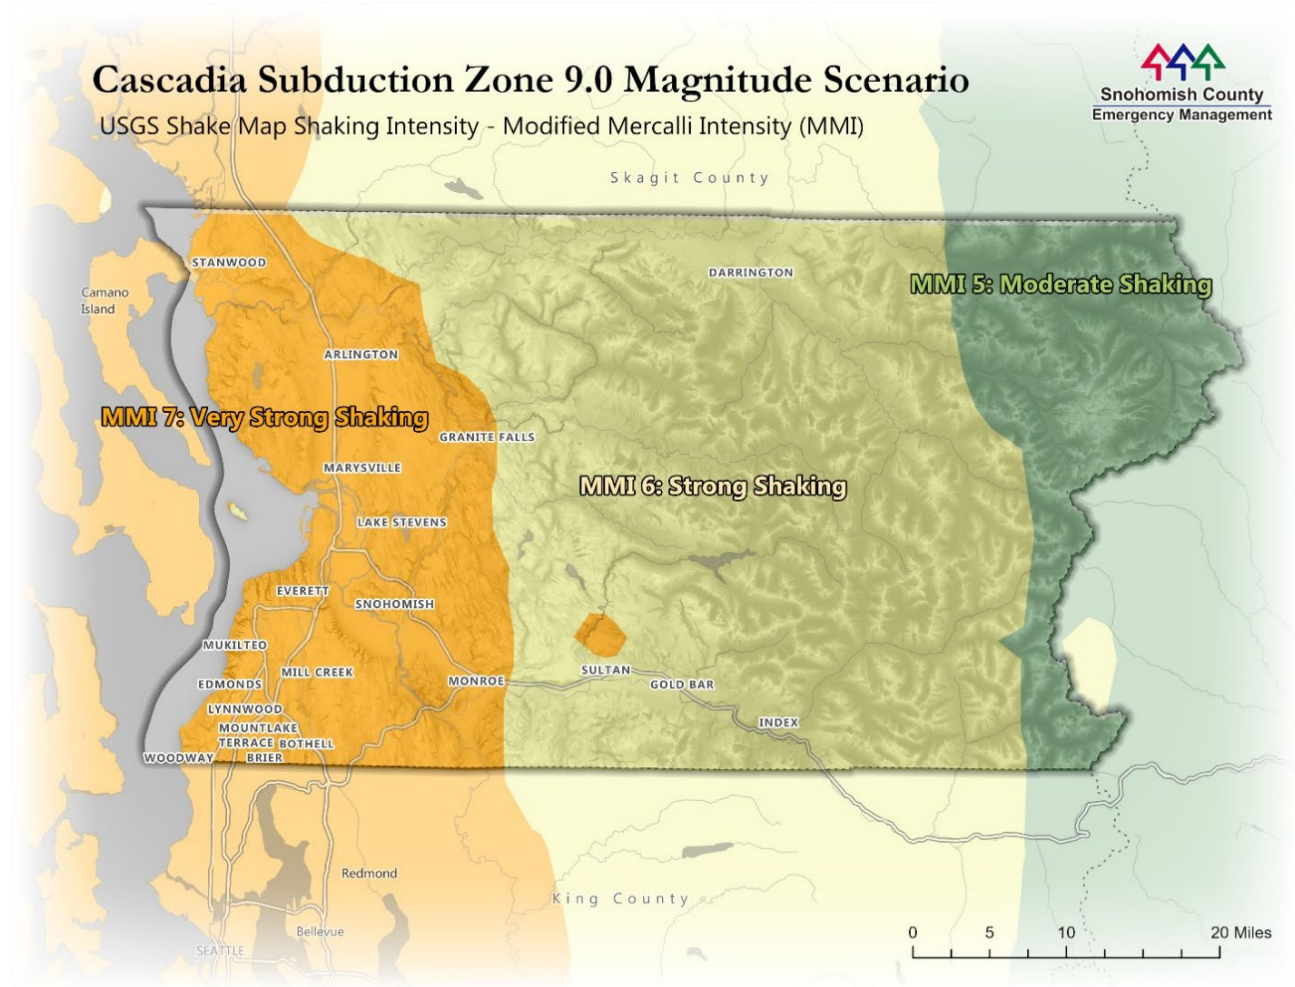 Cascadia Subduction Zone 9.0 Magnitude Scenario
USGS Shake Map Shaking Intensity - Modified Mercalli Intensity (MMI)
Snohomish County
Emergency Management
Skagit County
STANWOOD
DARRINGTON
MMI 5: Moderate Shaking
Camano
Island
ARLINGTON
MMI 7: Very Strong Shaking
GRANITE FALLS
MARYSVILLE
MMI 6: Strong Shaking
LAKE STEVENS
EVERETT
SNOHOMISH
MUKILTEO
MILL CREEK
SULTAN
EDMONDS
MONROE
GOLD BAR
LYNNWOOD
INDEX
MOUNTLAKE
TERRACE
BOTHELL
WOODWAY
BRIER
Redmond
King County
Bellevue
SEATTLE
0 5 10 20 Miles